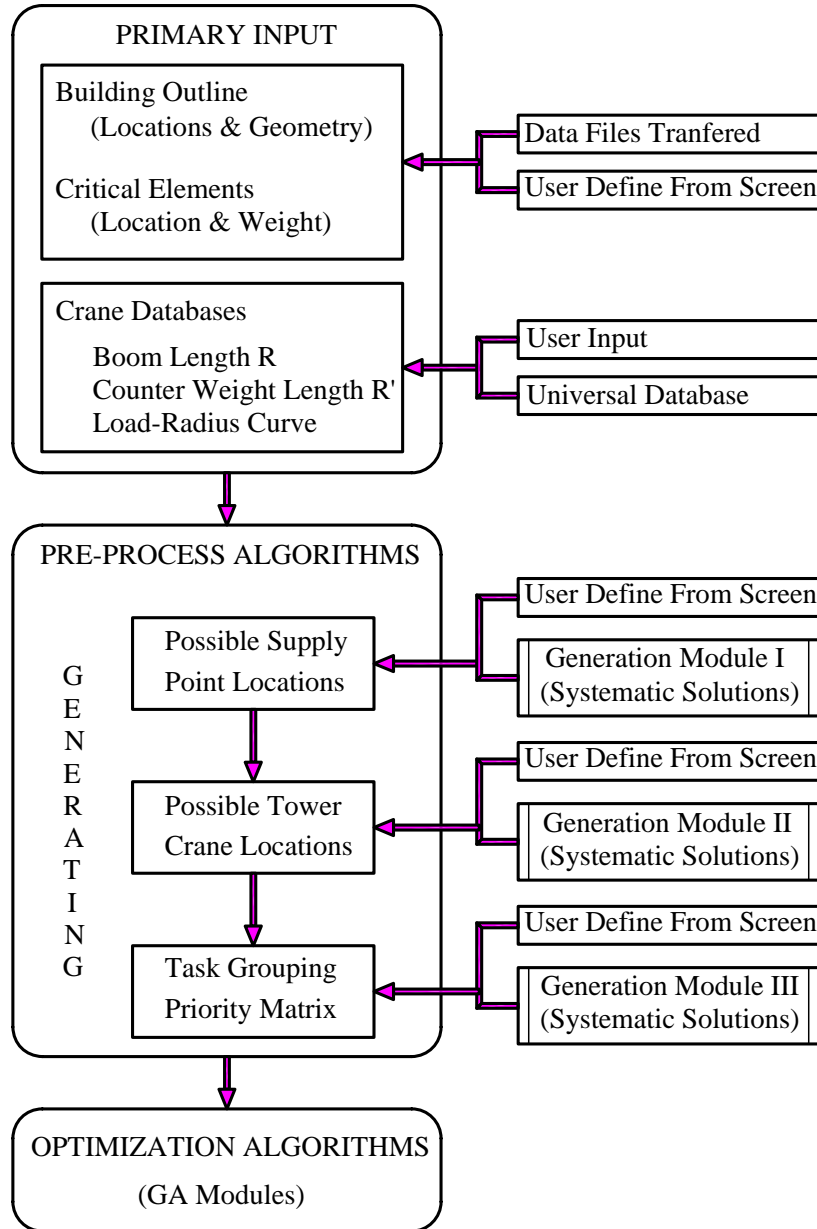 PRIMARY INPUT
Building Outline
(Locations & Geometry)
Critical Elements
(Location & Weight)
Data Files Tranfered
User Define From Screen
Crane Databases
Boom Length R
Counter Weight Length R'
Load-Radius Curve
User Input
Universal Database
PRE-PROCESS ALGORITHMS
GENERATING
Possible Supply
Point Locations
User Define From Screen
Generation Module I
(Systematic Solutions)
Possible Tower
Crane Locations
User Define From Screen
Generation Module II
(Systematic Solutions)
Task Grouping
Priority Matrix
User Define From Screen
Generation Module III
(Systematic Solutions)
OPTIMIZATION ALGORITHMS
(GA Modules)